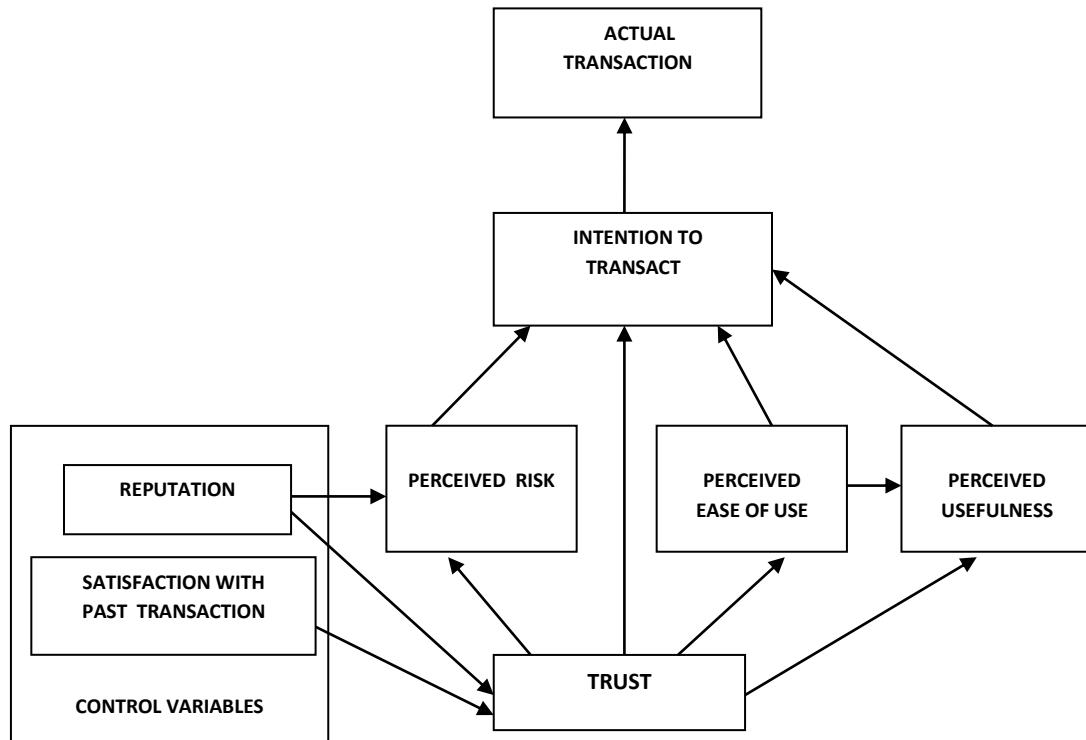 ACTUAL
TRANSACTION
INTENTION TO
TRANSACT
REPUTATION
PERCEIVED RISK
PERCEIVED
EASE OF USE
PERCEIVED
USEFULNESS
SATISFACTION WITH
PAST TRANSACTION
TRUST
CONTROL VARIABLES